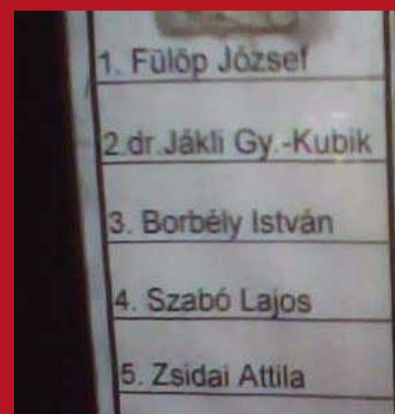 1. Fülöp József
2.dr.Jákli Gy.-Kubik
3. Borbély István
4. Szabó Lajos
5. Zsidai Attila